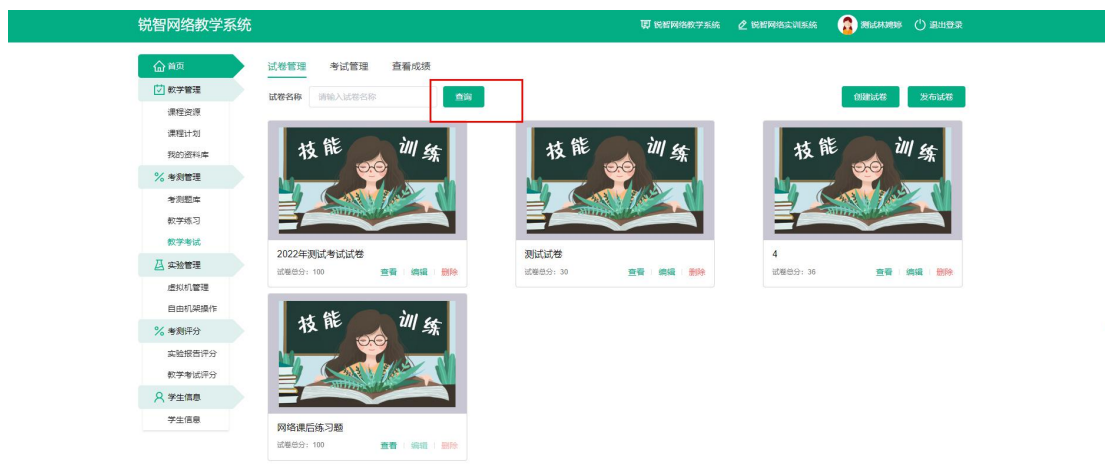 锐智网络教学系统
锐智网络教学系统 锐智网络实训系统 测试林婷婷 退出登录
首页
教学管理
课程资源
课程计划
我的资料库
考测管理
考测题库
教学练习
教学考试
实验管理
虚拟机管理
自由机架操作
考测评分
实验报告评分
教学考试评分
学生信息
学生信息
试卷管理 考试管理 查看成绩
试卷名称 请输入试卷名称 查询 创建试卷 发布试卷
技能训练
2022年测试考试试卷
试卷总分:100 查看 编辑 删除
技能训练
测试试卷
试卷总分:30 查看 编辑 删除
技能训练
4
试卷总分:36 查看 编辑 删除
技能训练
网络课后练习题
试卷总分:100 查看 编辑 删除